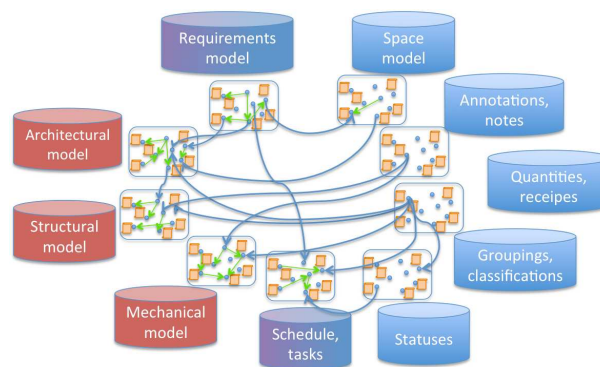 Requirements
model
Space
model
Annotations,
notes
Architectural
model
Quantities,
receipes
Structural
model
Groupings,
classifications
Mechanical
model
Schedule,
tasks
Statuses